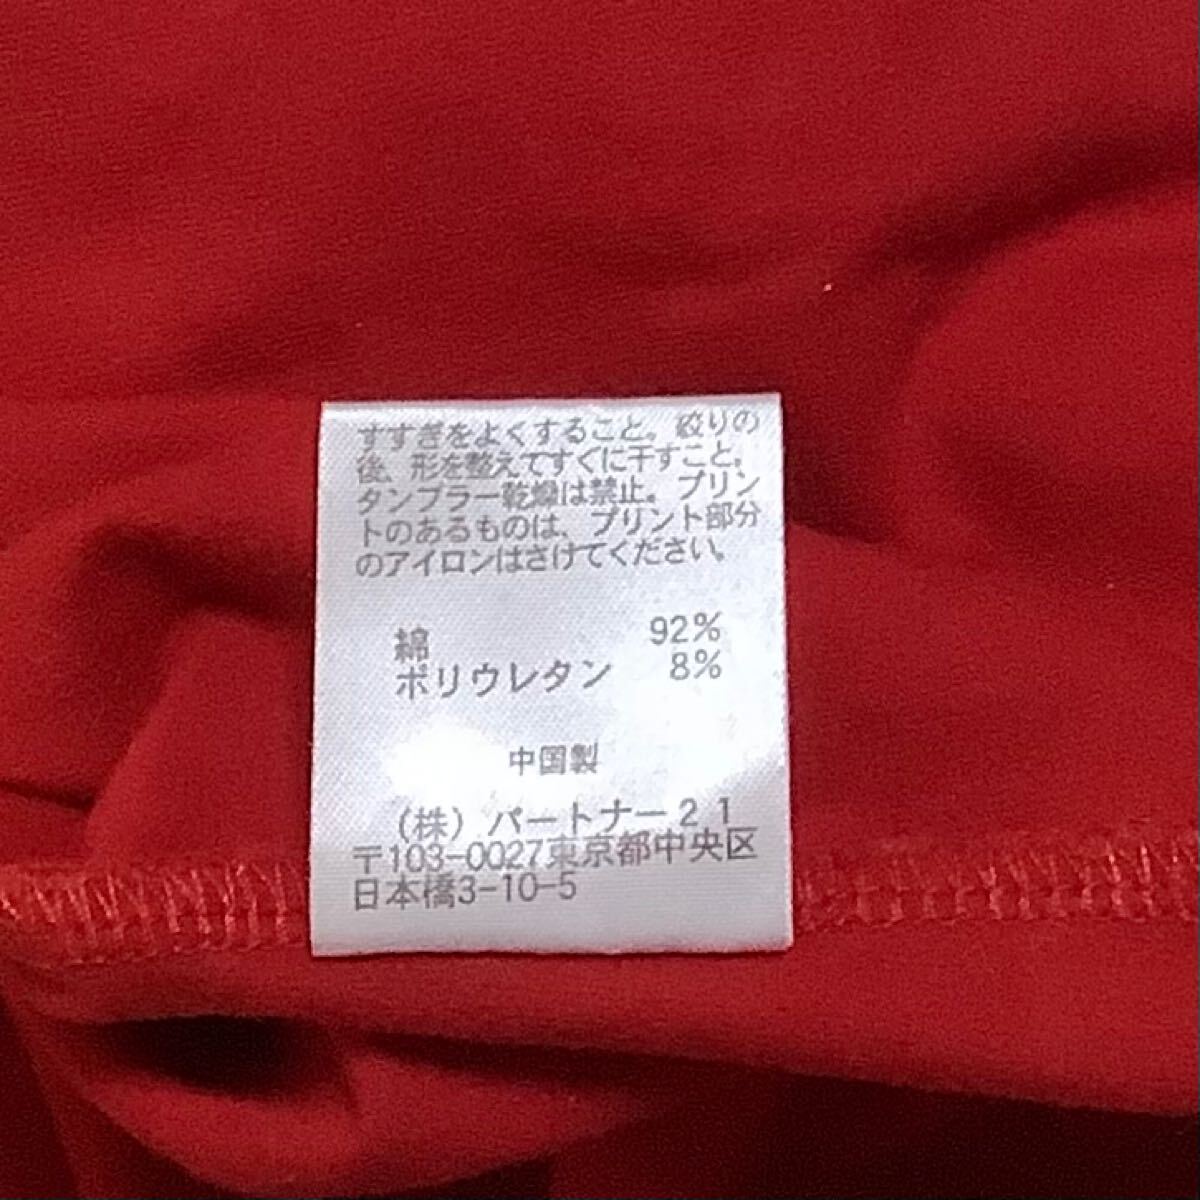 すすぎをよくすること。絞りの
後、形を整えてすぐに干すこと。
タンブラー乾燥は禁止。プリン
トのあるものは、プリント部分
のアイロンはさけてください。
綿 92%
ポリウレタン 8%
中国製
(株) パートナー21
〒103-0027東京都中央区
日本橋3-10-5